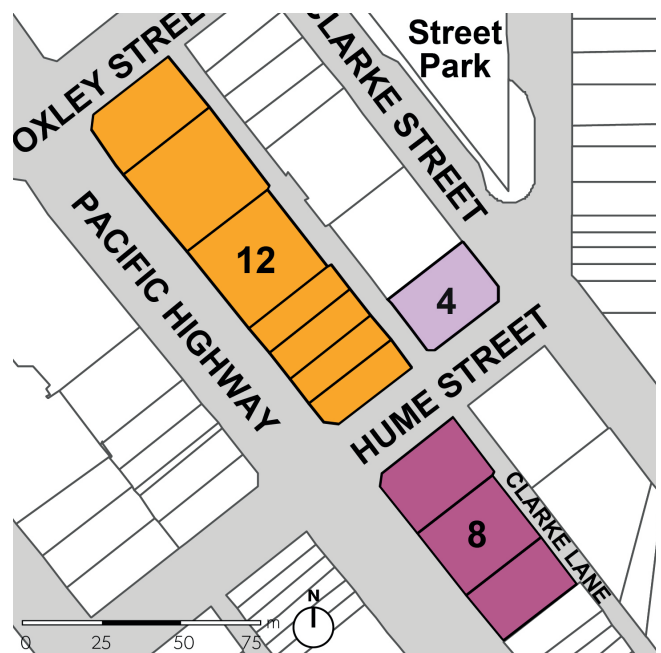 OXLEY STREET
CLARKE STREET
Street
Park
PACIFIC HIGHWAY
12
4
HUME STREET
8
CLARKE LANE
N
0 25 50 75 m